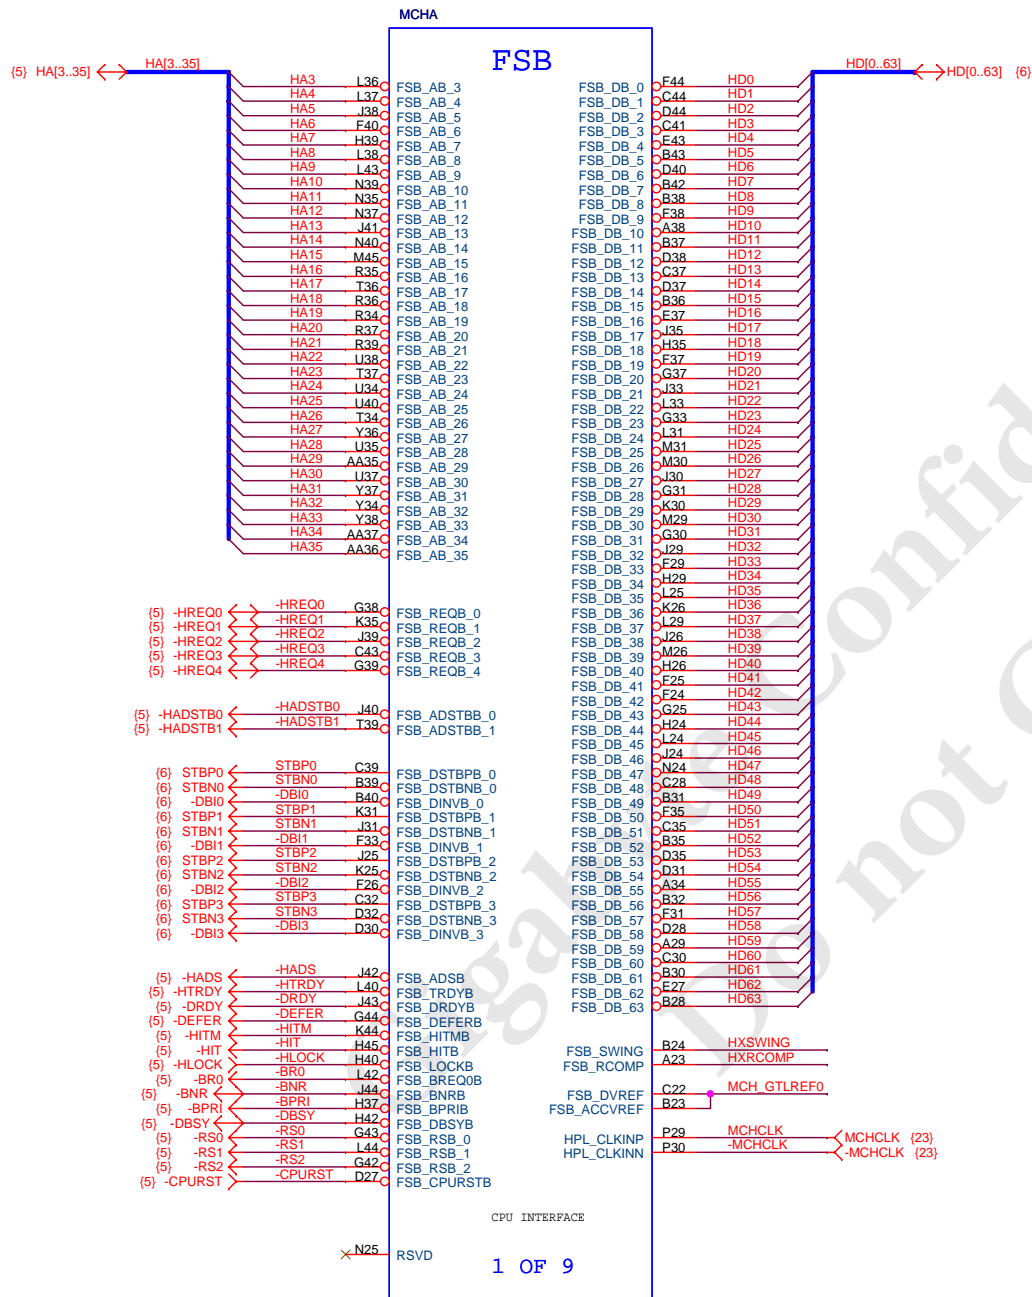 MCHA
FSB
{5} HA[3..35] HA[3..35] HD[0..63] HD[0..63] {6}
HA3 L36 FSB_AB_3 FSB_DB_0 F44 HD0
HA4 L37 FSB_AB_4 FSB_DB_1 C44 HD1
HA5 J38 FSB_AB_5 FSB_DB_2 D44 HD2
HA6 F40 FSB_AB_6 FSB_DB_3 C41 HD3
HA7 H39 FSB_AB_7 FSB_DB_4 E43 HD4
HA8 L38 FSB_AB_8 FSB_DB_5 B43 HD5
HA9 L43 FSB_AB_9 FSB_DB_6 D40 HD6
HA10 N39 FSB_AB_10 FSB_DB_7 B42 HD7
HA11 N35 FSB_AB_11 FSB_DB_8 B38 HD8
HA12 N37 FSB_AB_12 FSB_DB_9 F38 HD9
HA13 J41 FSB_AB_13 FSB_DB_10 A38 HD10
HA14 N40 FSB_AB_14 FSB_DB_11 B37 HD11
HA15 M45 FSB_AB_15 FSB_DB_12 D38 HD12
HA16 R35 FSB_AB_16 FSB_DB_13 C37 HD13
HA17 T36 FSB_AB_17 FSB_DB_14 D37 HD14
HA18 R36 FSB_AB_18 FSB_DB_15 B36 HD15
HA19 R34 FSB_AB_19 FSB_DB_16 E37 HD16
HA20 R37 FSB_AB_20 FSB_DB_17 J35 HD17
HA21 R39 FSB_AB_21 FSB_DB_18 H35 HD18
HA22 U38 FSB_AB_22 FSB_DB_19 F37 HD19
HA23 T37 FSB_AB_23 FSB_DB_20 G37 HD20
HA24 U34 FSB_AB_24 FSB_DB_21 J33 HD21
HA25 U40 FSB_AB_25 FSB_DB_22 L33 HD22
HA26 T34 FSB_AB_26 FSB_DB_23 G33 HD23
HA27 Y36 FSB_AB_27 FSB_DB_24 L31 HD24
HA28 U35 FSB_AB_28 FSB_DB_25 M31 HD25
HA29 AA35 FSB_AB_29 FSB_DB_26 M30 HD26
HA30 U37 FSB_AB_30 FSB_DB_27 J30 HD27
HA31 Y37 FSB_AB_31 FSB_DB_28 G31 HD28
HA32 Y34 FSB_AB_32 FSB_DB_29 K30 HD29
HA33 Y38 FSB_AB_33 FSB_DB_30 M29 HD30
HA34 AA37 FSB_AB_34 FSB_DB_31 G30 HD31
HA35 AA36 FSB_AB_35 FSB_DB_32 J29 HD32
FSB_DB_33 F29 HD33
FSB_DB_34 H29 HD34
FSB_DB_35 L25 HD35
{5} -HREQ0 -HREQ0 G38 FSB_REQB_0 FSB_DB_36 K26 HD36
{5} -HREQ1 -HREQ1 K35 FSB_REQB_1 FSB_DB_37 L29 HD37
{5} -HREQ2 -HREQ2 J39 FSB_REQB_2 FSB_DB_38 J26 HD38
{5} -HREQ3 -HREQ3 C43 FSB_REQB_3 FSB_DB_39 M26 HD39
{5} -HREQ4 -HREQ4 G39 FSB_REQB_4 FSB_DB_40 H26 HD40
FSB_DB_41 F25 HD41
FSB_DB_42 F24 HD42
{5} -HADSTB0 -HADSTB0 J40 FSB_ADSTBB_0 FSB_DB_43 G25 HD43
{5} -HADSTB1 -HADSTB1 T39 FSB_ADSTBB_1 FSB_DB_44 H24 HD44
FSB_DB_45 L24 HD45
FSB_DB_46 J24 HD46
{6} STBP0 STBP0 C39 FSB_DSTBPB_0 FSB_DB_47 N24 HD47
{6} STBN0 STBN0 B39 FSB_DSTBNB_0 FSB_DB_48 C28 HD48
{6} -DBI0 -DBI0 B40 FSB_DINVB_0 FSB_DB_49 B31 HD49
{6} STBP1 STBP1 K31 FSB_DSTBPB_1 FSB_DB_50 F35 HD50
{6} STBN1 STBN1 J31 FSB_DSTBNB_1 FSB_DB_51 C35 HD51
{6} -DBI1 -DBI1 F33 FSB_DINVB_1 FSB_DB_52 B35 HD52
{6} STBP2 STBP2 J25 FSB_DSTBPB_2 FSB_DB_53 D35 HD53
{6} STBN2 STBN2 K25 FSB_DSTBNB_2 FSB_DB_54 D31 HD54
{6} -DBI2 -DBI2 F26 FSB_DINVB_2 FSB_DB_55 A34 HD55
{6} STBP3 STBP3 C32 FSB_DSTBPB_3 FSB_DB_56 B32 HD56
{6} STBN3 STBN3 D32 FSB_DSTBNB_3 FSB_DB_57 F31 HD57
{6} -DBI3 -DBI3 D30 FSB_DINVB_3 FSB_DB_58 D28 HD58
FSB_DB_59 A29 HD59
FSB_DB_60 C30 HD60
{5} -HADS -HADS J42 FSB_ADSB FSB_DB_61 B30 HD61
{5} -HTRDY -HTRDY L40 FSB_TRDYB FSB_DB_62 E27 HD62
{5} -DRDY -DRDY J43 FSB_DRDYB FSB_DB_63 B28 HD63
{5} -DEFER -DEFER G44 FSB_DEFERB
{5} -HITM -HITM K44 FSB_HITMB
{5} -HIT -HIT H45 FSB_HITB FSB_SWING B24 HXSWING
{5} -HLOCK -HLOCK H40 FSB_LOCKB FSB_RCOMP A23 HXRCOMP
{5} -BR0 -BR0 L42 FSB_BREQ0B
{5} -BNR -BNR J44 FSB_BNRB FSB_DVREF C22 MCH_GTLREF0
{5} -BPRI -BPRI H37 FSB_BPRIB FSB_ACCVREF B23
{5} -DBSY -DBSY H42 FSB_DBSYB
{5} -RS0 -RS0 G43 FSB_RSB_0 HPL_CLKINP P29 MCHCLK MCHCLK {23}
{5} -RS1 -RS1 L44 FSB_RSB_1 HPL_CLKINN P30 -MCHCLK -MCHCLK {23}
{5} -RS2 -RS2 G42 FSB_RSB_2
{5} -CPURST -CPURST D27 FSB_CPURSTB
CPU INTERFACE
N25 RSVD
1 OF 9
Gigabyte Confid
Do not C